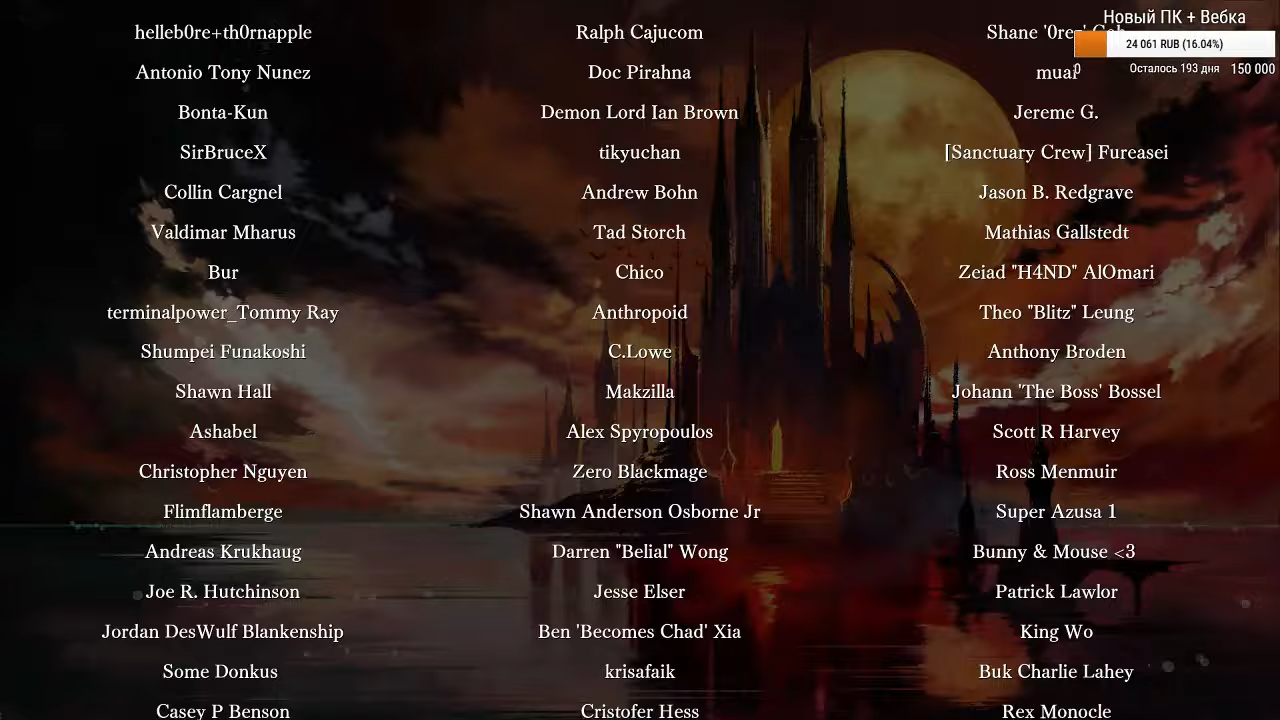 helleb0re+th0rnapple
Antonio Tony Nunez
Bonta-Kun
SirBruceX
Collin Cargnel
Valdimar Mharus
Bur
terminalpower_Tommy Ray
Shumpei Funakoshi
Shawn Hall
Ashabel
Christopher Nguyen
Flimflamberge
Andreas Krukhaug
Joe R. Hutchinson
Jordan DesWulf Blankenship
Some Donkus
Casey P Benson
Ralph Cajucom
Doc Pirahna
Demon Lord Ian Brown
tikyuchan
Andrew Bohn
Tad Storch
Chico
Anthropoid
C.Lowe
Makzilla
Alex Spyropoulos
Zero Blackmage
Shawn Anderson Osborne Jr
Darren "Belial" Wong
Jesse Elser
Ben 'Becomes Chad' Xia
krisafaik
Cristofer Hess
Shane
Jereme G.
[Sanctuary Crew] Fureasei
Jason B. Redgrave
Mathias Gallstedt
Zeiad "H4ND" AlOmari
Theo "Blitz" Leung
Anthony Broden
Johann 'The Boss' Bossel
Scott R Harvey
Ross Menmuir
Super Azusa 1
Bunny & Mouse <3
Patrick Lawlor
King Wo
Buk Charlie Lahey
Rex Monocle
Новый ПК + Вебка
24 061 RUB (16.04%)
0 Осталось 193 дня 150 000